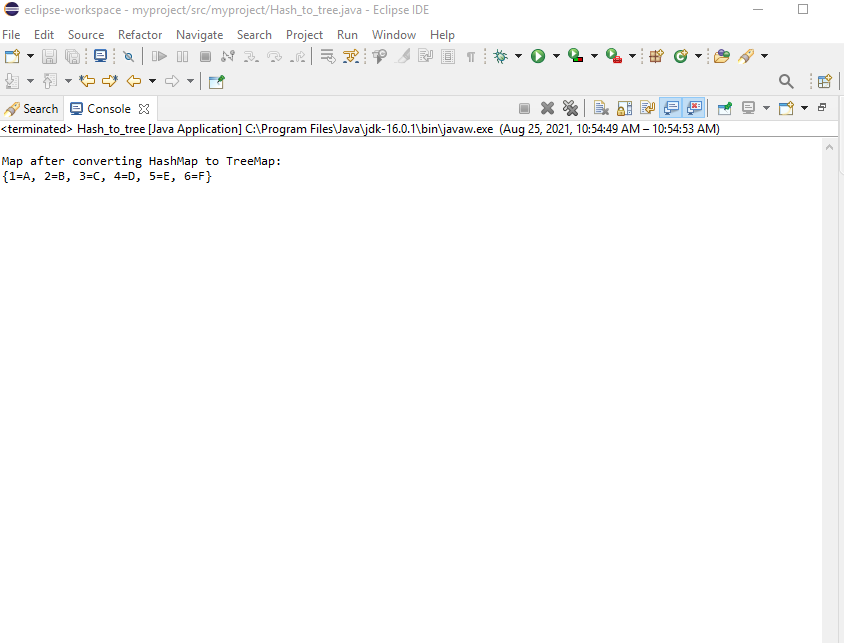 eclipse-workspace - myproject/src/myproject/Hash_to_tree.java - Eclipse IDE
File Edit Source Refactor Navigate Search Project Run Window Help
Search Console
<terminated> Hash_to_tree [Java Application] C:\Program Files\Java\jdk-16.0.1\bin\javaw.exe (Aug 25, 2021, 10:54:49 AM – 10:54:53 AM)
Map after converting HashMap to TreeMap:
{1=A, 2=B, 3=C, 4=D, 5=E, 6=F}